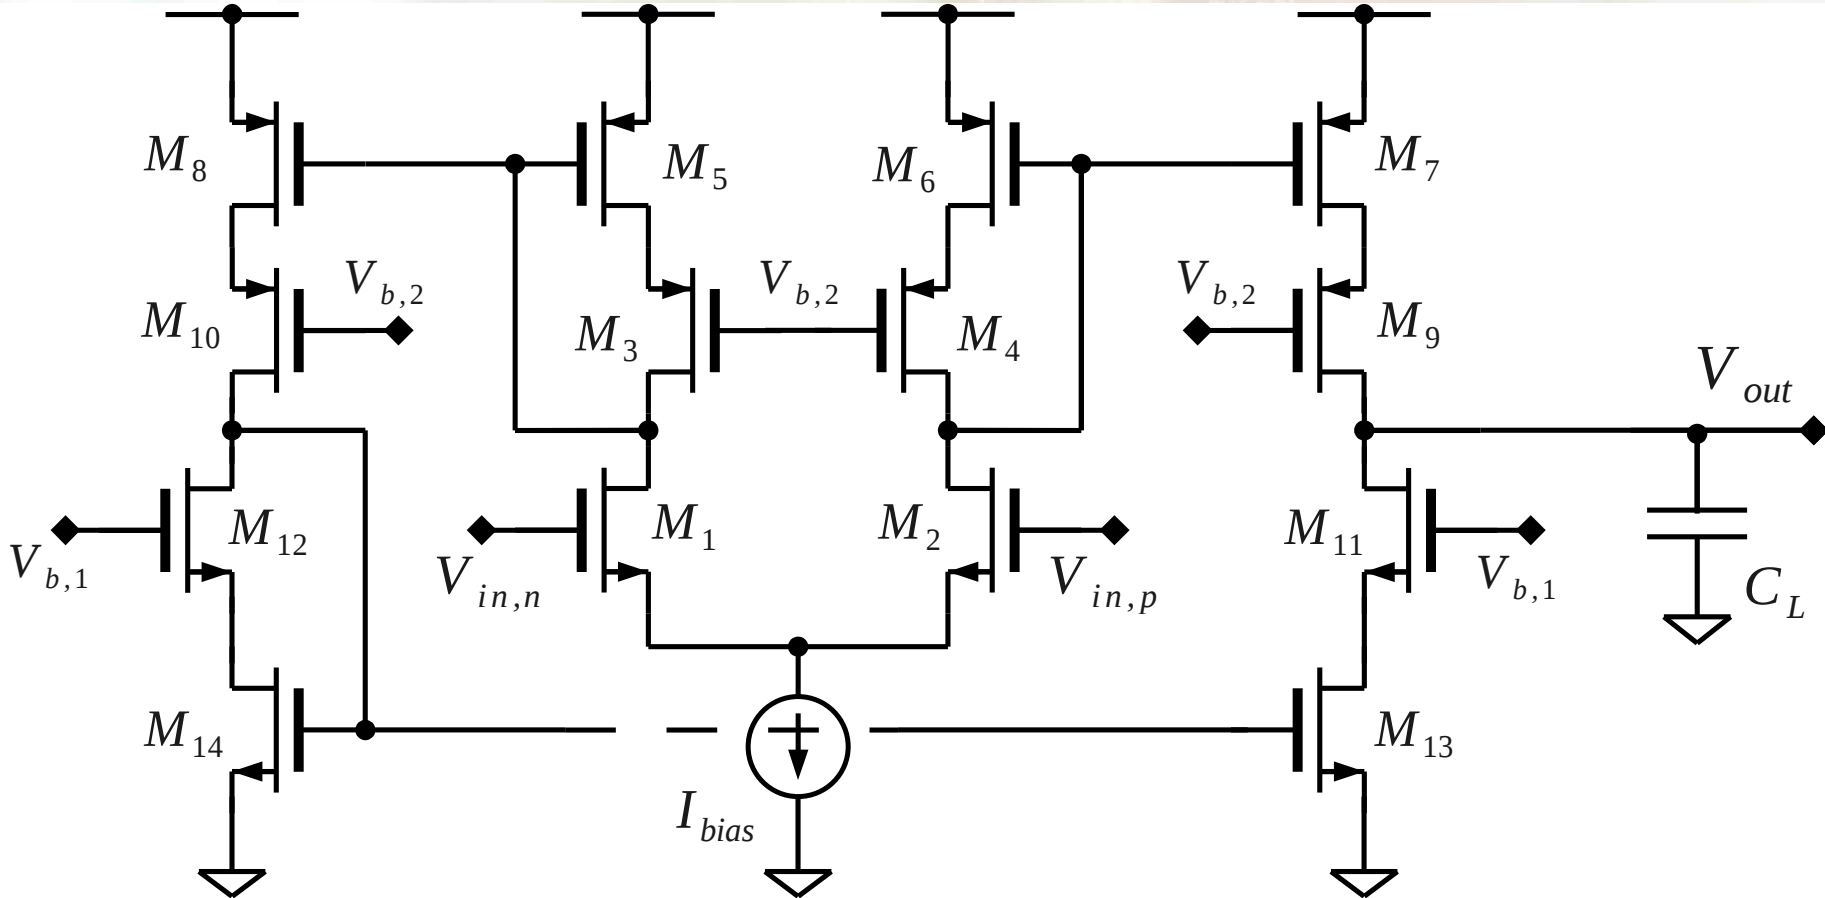 M8
M5
M6
M7
Vb,2
Vb,2
Vb,2
M10
M3
M4
M9
Vout
M12
M1
M2
M11
Vb,1
Vin,n
Vin,p
Vb,1
CL
M14
M13
Ibias